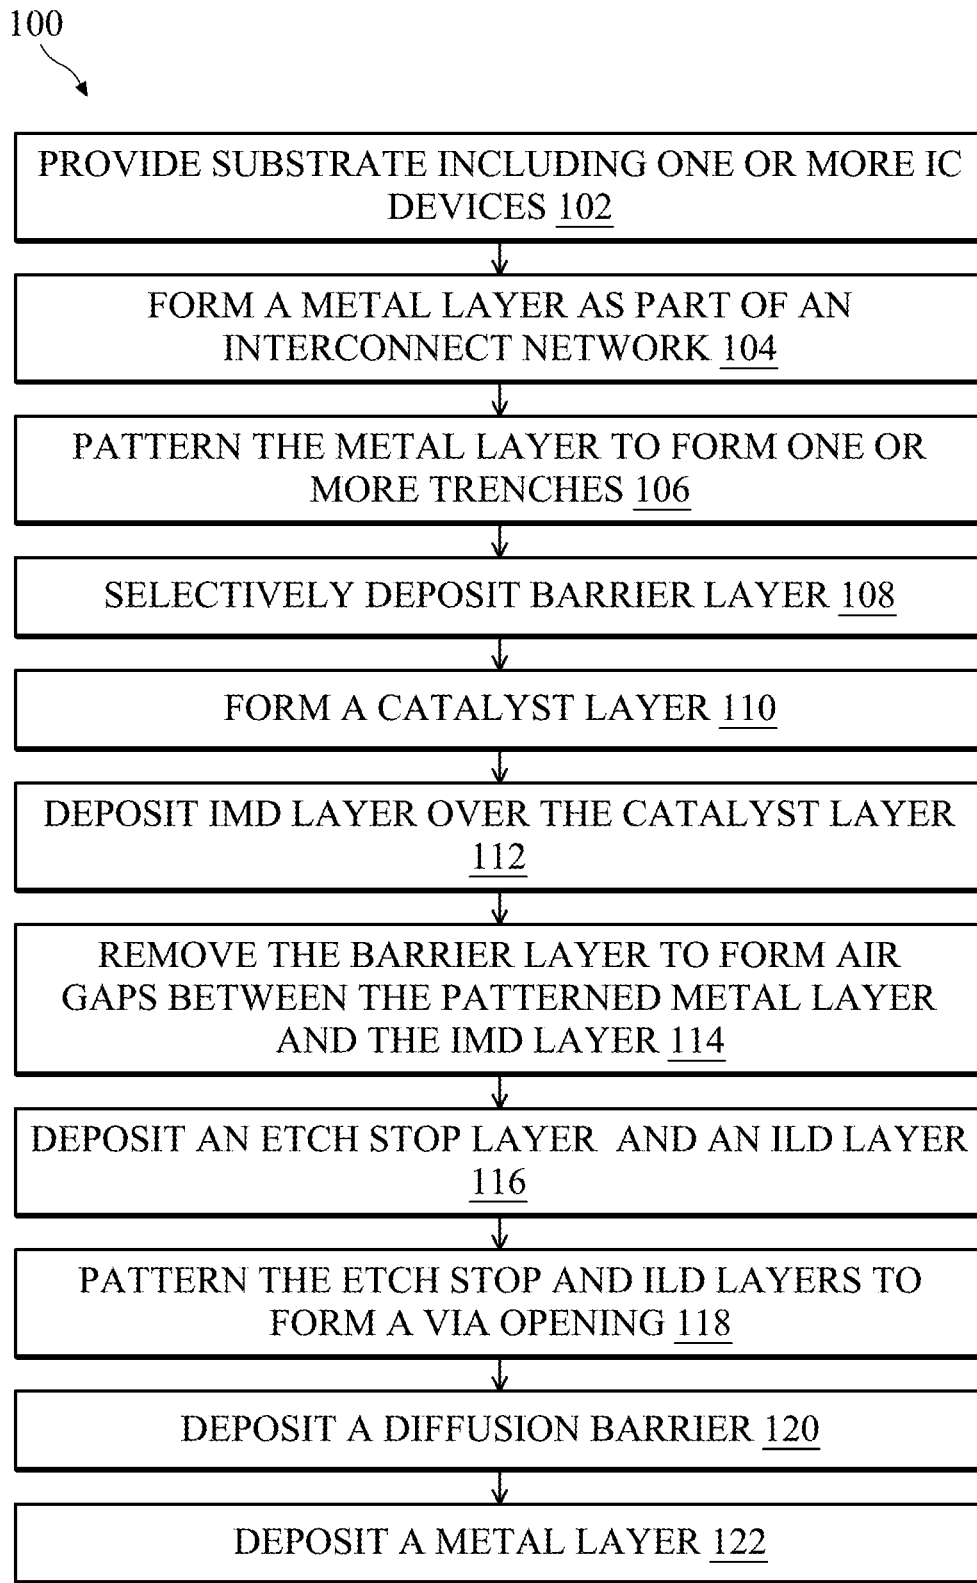 100
PROVIDE SUBSTRATE INCLUDING ONE OR MORE IC
DEVICES 102
FORM A METAL LAYER AS PART OF AN
INTERCONNECT NETWORK 104
PATTERN THE METAL LAYER TO FORM ONE OR
MORE TRENCHES 106
SELECTIVELY DEPOSIT BARRIER LAYER 108
FORM A CATALYST LAYER 110
DEPOSIT IMD LAYER OVER THE CATALYST LAYER
112
REMOVE THE BARRIER LAYER TO FORM AIR
GAPS BETWEEN THE PATTERNED METAL LAYER
AND THE IMD LAYER 114
DEPOSIT AN ETCH STOP LAYER AND AN ILD LAYER
116
PATTERN THE ETCH STOP AND ILD LAYERS TO
FORM A VIA OPENING 118
DEPOSIT A DIFFUSION BARRIER 120
DEPOSIT A METAL LAYER 122